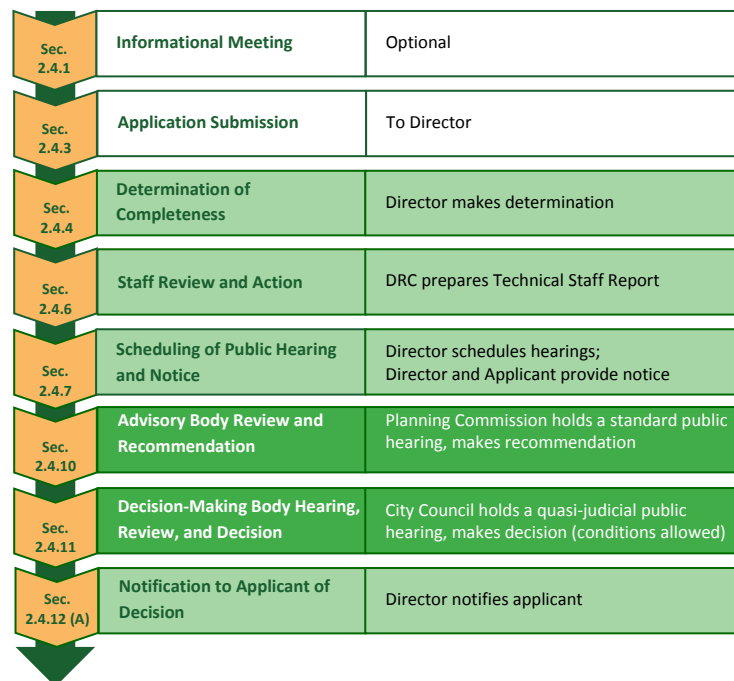 Sec.
2.4.1
Informational Meeting
Optional
Sec.
2.4.3
Application Submission
To Director
Sec.
2.4.4
Determination of
Completeness
Director makes determination
Sec.
2.4.6
Staff Review and Action
DRC prepares Technical Staff Report
Sec.
2.4.7
Scheduling of Public Hearing
and Notice
Director schedules hearings;
Director and Applicant provide notice
Sec.
2.4.10
Advisory Body Review and
Recommendation
Planning Commission holds a standard public
hearing, makes recommendation
Sec.
2.4.11
Decision-Making Body Hearing,
Review, and Decision
City Council holds a quasi-judicial public
hearing, makes decision (conditions allowed)
Sec.
2.4.12 (A)
Notification to Applicant of
Decision
Director notifies applicant